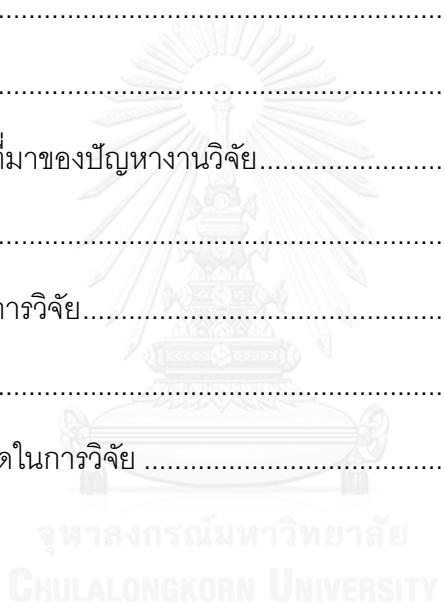 ........................................
........................................
ที่มาของปัญหางานวิจัย........................
........................................
การวิจัย........................................
........................................
ดในการวิจัย ................................
จุฬาลงกรณ์มหาวิทยาลัย
CHULALONGKORN UNIVERSITY